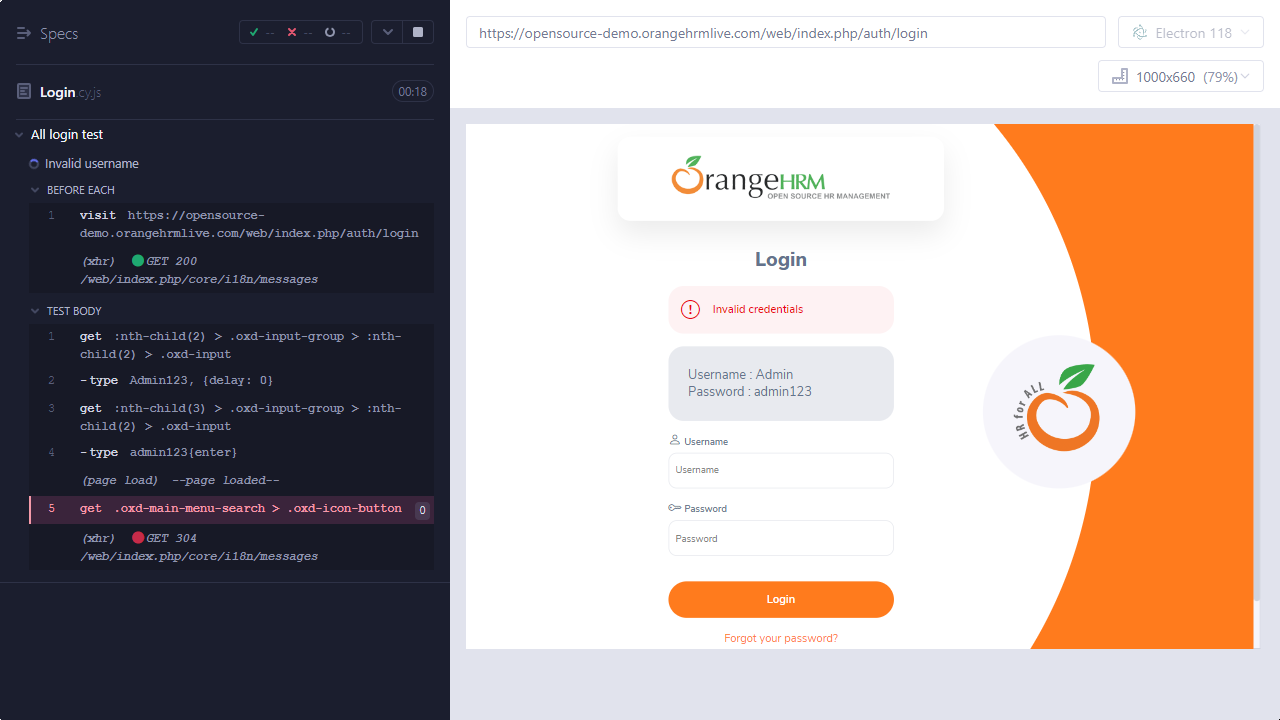 Specs
-- -- --
Login.cy.js
00:18
All login test
Invalid username
BEFORE EACH
1 visit https://opensource-
demo.orangehrmlive.com/web/index.php/auth/login
(xhr) GET 200
/web/index.php/core/i18n/messages
TEST BODY
1 get :nth-child(2) > .oxd-input-group > :nth-
child(2) > .oxd-input
2 -type Admin123, {delay: 0}
3 get :nth-child(3) > .oxd-input-group > :nth-
child(2) > .oxd-input
4 -type admin123{enter}
(page load) --page loaded--
5 get .oxd-main-menu-search > .oxd-icon-button 0
(xhr) GET 304
/web/index.php/core/i18n/messages
https://opensource-demo.orangehrmlive.com/web/index.php/auth/login
Electron 118
1000x660 (79%)
OrangeHRM
OPEN SOURCE HR MANAGEMENT
Login
Invalid credentials
Username : Admin
Password : admin123
Username
Username
Password
Password
Login
Forgot your password?
HR for ALL